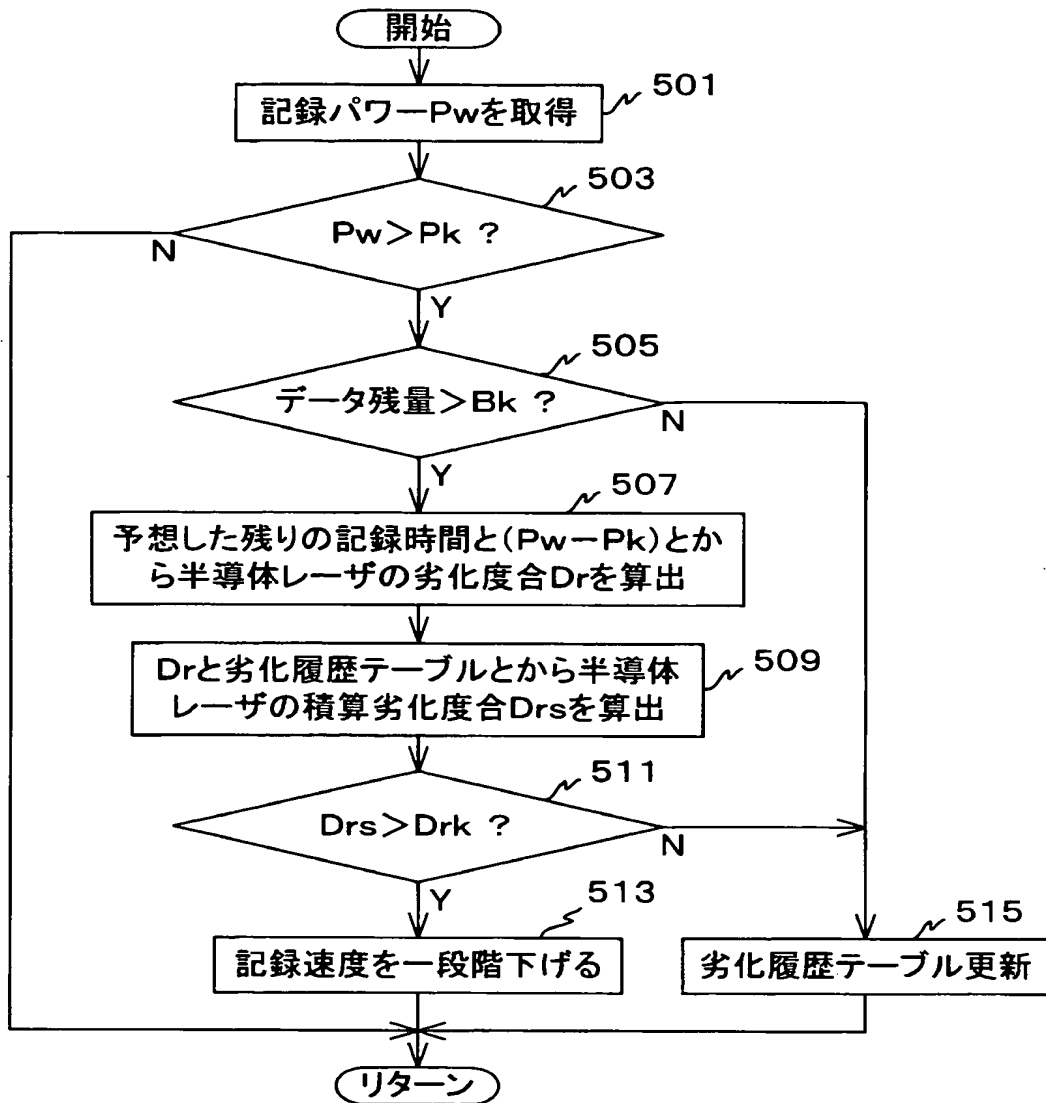 開始
501
記録パワーPwを取得
503
Pw>Pk ?
N
Y
505
データ残量>Bk ?
N
Y
507
予想した残りの記録時間と(Pw-Pk)とか
ら半導体レーザの劣化度合Drを算出
509
Drと劣化履歴テーブルとから半導体
レーザの積算劣化度合Drsを算出
511
Drs>Drk ?
N
Y
513
記録速度を一段階下げる
515
劣化履歴テーブル更新
リターン